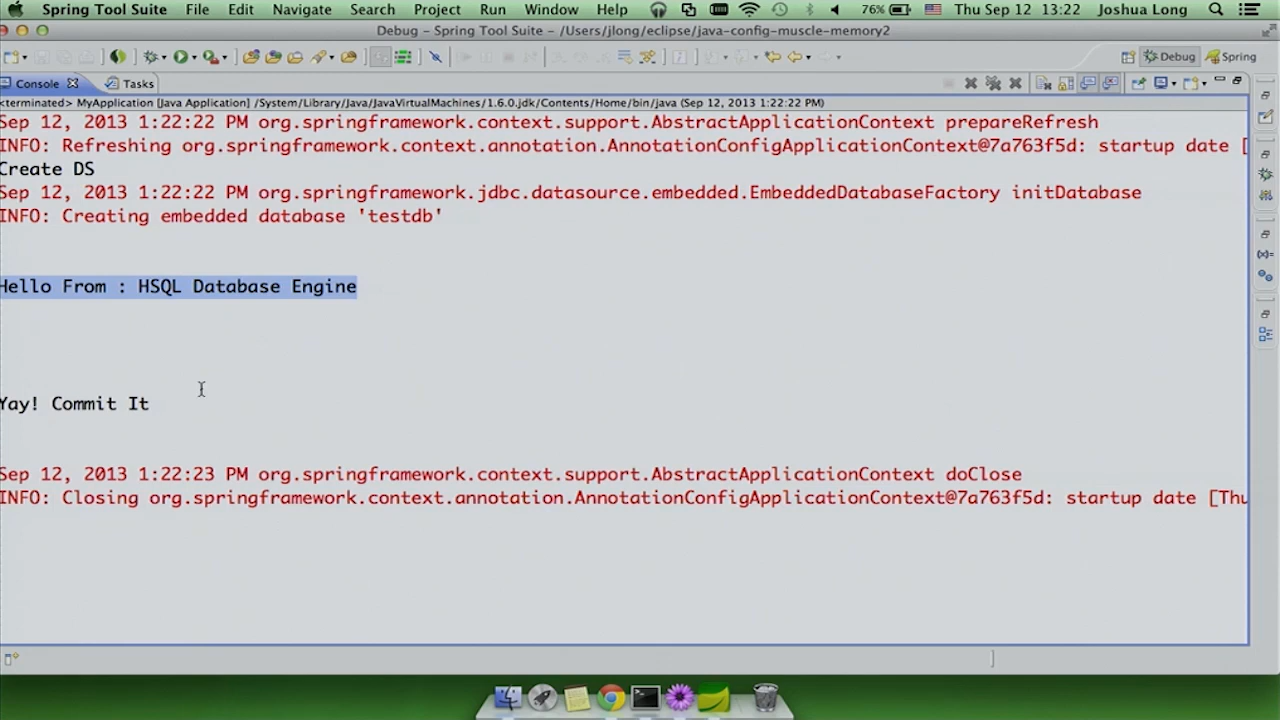 Spring Tool Suite File Edit Navigate Search Project Run Window Help 76% Thu Sep 12 13:22 Joshua Long
Debug - Spring Tool Suite - /Users/jlong/eclipse/java-config-muscle-memory2
Debug Spring
Console Tasks
<terminated> MyApplication [Java Application] /System/Library/Java/JavaVirtualMachines/1.6.0.jdk/Contents/Home/bin/java (Sep 12, 2013 1:22:22 PM)
Sep 12, 2013 1:22:22 PM org.springframework.context.support.AbstractApplicationContext prepareRefresh
INFO: Refreshing org.springframework.context.annotation.AnnotationConfigApplicationContext@7a763f5d: startup date [
Create DS
Sep 12, 2013 1:22:22 PM org.springframework.jdbc.datasource.embedded.EmbeddedDatabaseFactory initDatabase
INFO: Creating embedded database 'testdb'
Hello From : HSQL Database Engine
Yay! Commit It
Sep 12, 2013 1:22:23 PM org.springframework.context.support.AbstractApplicationContext doClose
INFO: Closing org.springframework.context.annotation.AnnotationConfigApplicationContext@7a763f5d: startup date [Thu